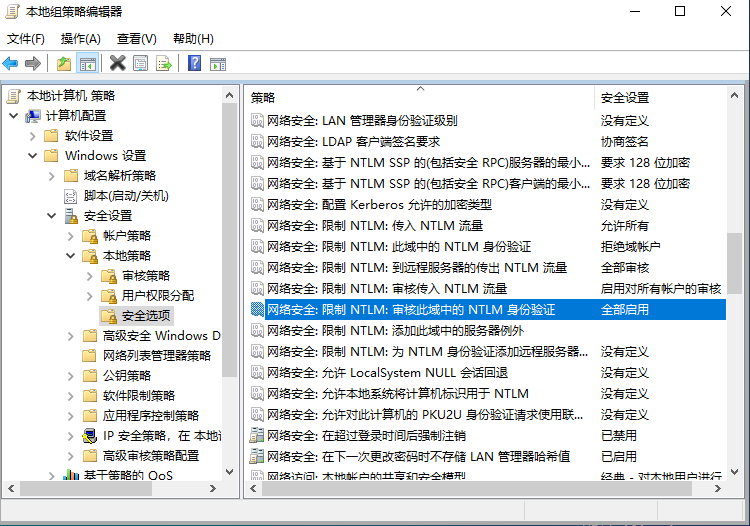 本地组策略编辑器
文件(F) 操作(A) 查看(V) 帮助(H)
本地计算机 策略
计算机配置
软件设置
Windows 设置
域名解析策略
脚本(启动/关机)
安全设置
帐户策略
本地策略
审核策略
用户权限分配
安全选项
高级安全 Windows D
网络列表管理器策略
公钥策略
软件限制策略
应用程序控制策略
IP 安全策略，在 本地
高级审核策略配置
基于策略的 QoS
策略 安全设置
网络安全: LAN 管理器身份验证级别 没有定义
网络安全: LDAP 客户端签名要求 协商签名
网络安全: 基于 NTLM SSP 的(包括安全 RPC)服务器的最小... 要求 128 位加密
网络安全: 基于 NTLM SSP 的(包括安全 RPC)客户端的最小... 要求 128 位加密
网络安全: 配置 Kerberos 允许的加密类型 没有定义
网络安全: 限制 NTLM: 传入 NTLM 流量 允许所有
网络安全: 限制 NTLM: 此域中的 NTLM 身份验证 拒绝域帐户
网络安全: 限制 NTLM: 到远程服务器的传出 NTLM 流量 全部审核
网络安全: 限制 NTLM: 审核传入 NTLM 流量 启用对所有帐户的审核
网络安全: 限制 NTLM: 审核此域中的 NTLM 身份验证 全部启用
网络安全: 限制 NTLM: 添加此域中的服务器例外
网络安全: 限制 NTLM: 为 NTLM 身份验证添加远程服务器... 没有定义
网络安全: 允许 LocalSystem NULL 会话回退 没有定义
网络安全: 允许本地系统将计算机标识用于 NTLM 没有定义
网络安全: 允许对此计算机的 PKU2U 身份验证请求使用联... 没有定义
网络安全: 在超过登录时间后强制注销 已禁用
网络安全: 在下一次更改密码时不存储 LAN 管理器哈希值 已启用
网络访问: 本地帐户的共享和安全模型 经典 - 对本地用户进行